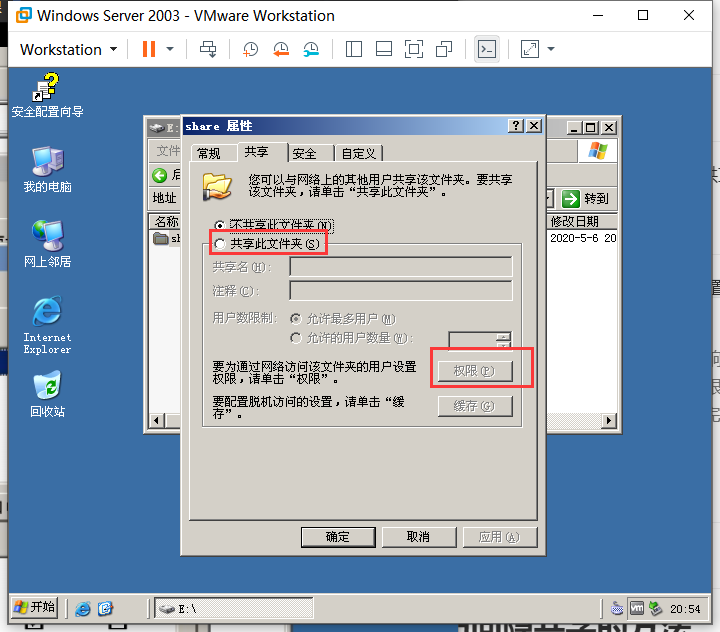 Windows Server 2003 - VMware Workstation
Workstation
安全配置向导
我的电脑
网上邻居
Internet
Explorer
回收站
E:
文件
地址
转到
名称
修改日期
2020-5-6 20
share 属性
常规
共享
安全
自定义
您可以与网络上的其他用户共享该文件夹。要共享
该文件夹，请单击“共享此文件夹”。
不共享此文件夹(N)
共享此文件夹(S)
共享名(H):
注释(C):
用户数限制:
允许最多用户(M)
允许的用户数量(W):
要为通过网络访问该文件夹的用户设置
权限，请单击“权限”。
权限(P)
要配置脱机访问的设置，请单击“缓
存”。
缓存(G)
确定
取消
应用(A)
开始
E:\
20:54